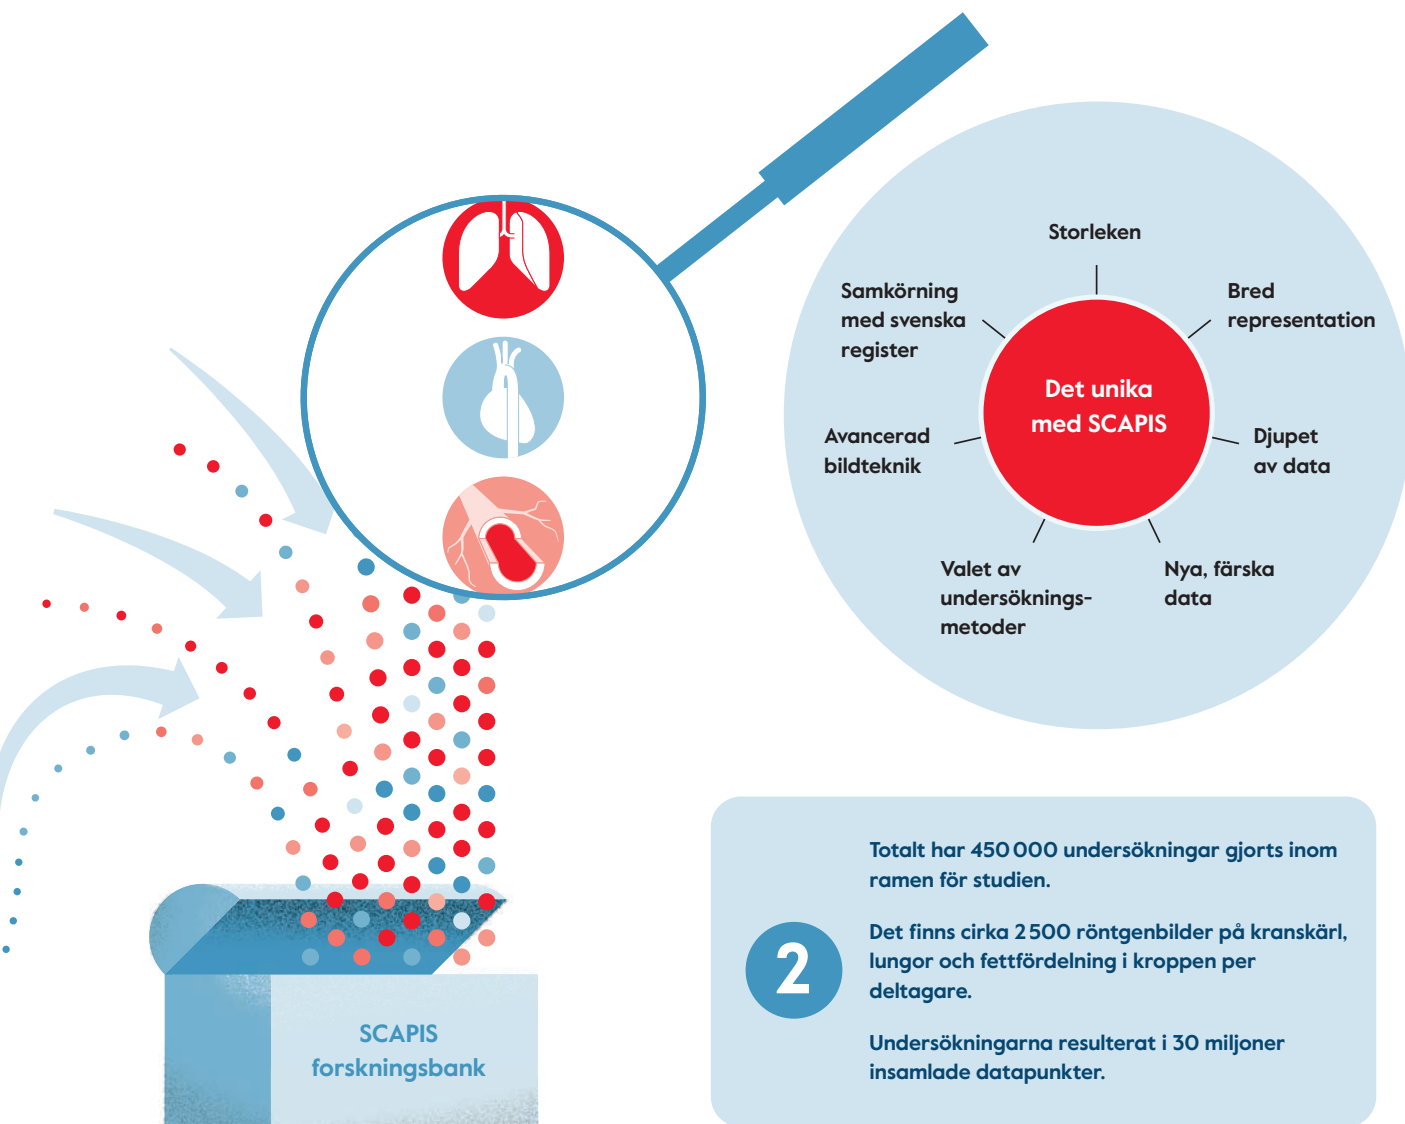 Storleken
Bred
representation
Djupet
av data
Nya, färska
data
Valet av
undersöknings-
metoder
Avancerad
bildteknik
Samkörning
med svenska
register
Det unika
med SCAPIS
SCAPIS
forskningsbank
2
Totalt har 450 000 undersökningar gjorts inom
ramen för studien.
Det finns cirka 2 500 röntgenbilder på kranskärl,
lungor och fettfördelning i kroppen per
deltagare.
Undersökningarna resulterat i 30 miljoner
insamlade datapunkter.